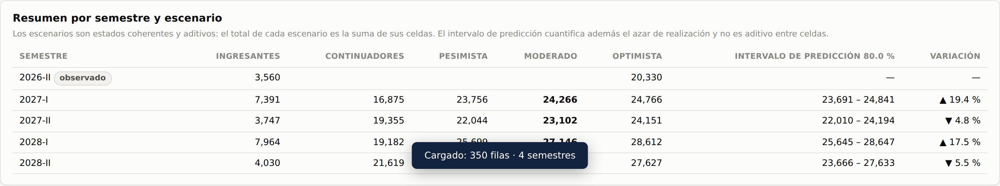 Resumen por semestre y escenario
Los escenarios son estados coherentes y aditivos: el total de cada escenario es la suma de sus celdas. El intervalo de predicción cuantifica además el azar de realización y no es aditivo entre celdas.
SEMESTRE INGRESANTES CONTINUADORES PESIMISTA MODERADO OPTIMISTA INTERVALO DE PREDICCIÓN 80.0 % VARIACIÓN
2026-II observado 3,560 20,330 — —
2027-I 7,391 16,875 23,756 24,266 24,766 23,691 – 24,841 ▲ 19.4 %
2027-II 3,747 19,355 22,044 23,102 24,151 22,010 – 24,194 ▼ 4.8 %
2028-I 7,964 19,182 25,699 27,146 28,612 25,645 – 28,647 ▲ 17.5 %
Cargado: 350 filas · 4 semestres
2028-II 4,030 21,619 27,627 23,666 – 27,633 ▼ 5.5 %